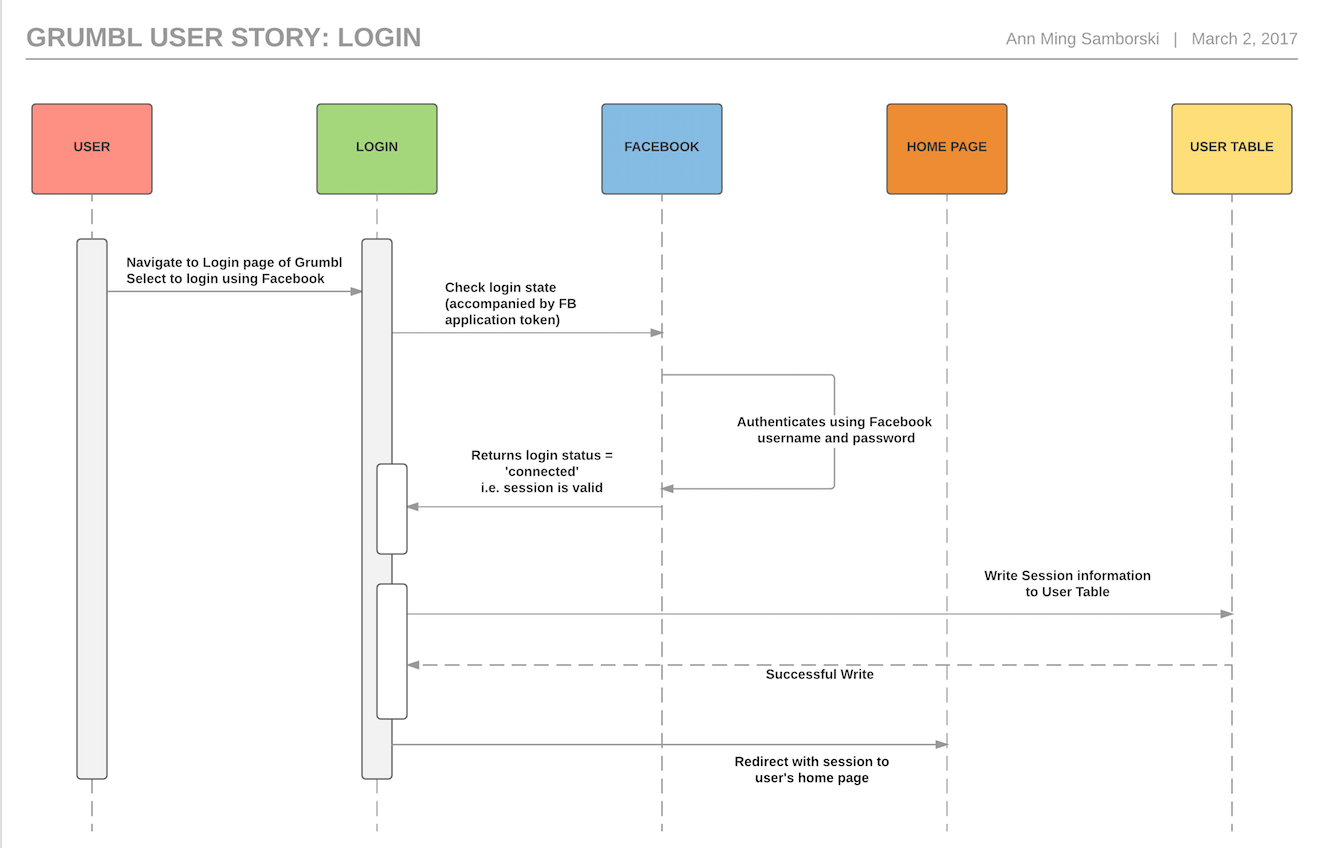 GRUMBL USER STORY: LOGIN
Ann Ming Samborski | March 2, 2017
USER
LOGIN
FACEBOOK
HOME PAGE
USER TABLE
Navigate to Login page of Grumbl
Select to login using Facebook
Check login state
(accompanied by FB
application token)
Authenticates using Facebook
username and password
Returns login status =
'connected'
i.e. session is valid
Write Session information
to User Table
Successful Write
Redirect with session to
user's home page